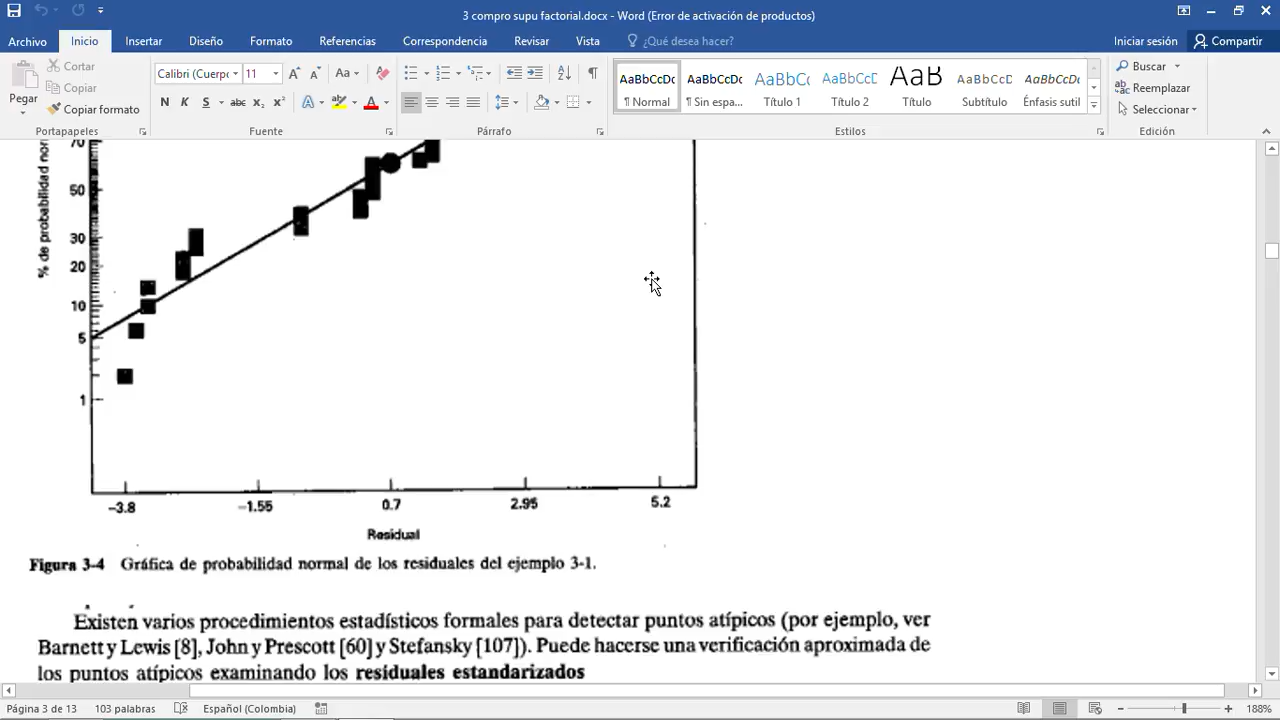 3 compro supu factorial.docx - Word (Error de activación de productos)
Archivo Inicio Insertar Diseño Formato Referencias Correspondencia Revisar Vista ¿Qué desea hacer? Iniciar sesión Compartir
Pegar
Cortar
Copiar
Copiar formato
Portapapeles
Calibri (Cuerpo 11
Aa
N K S abc x₂ x²
A A
Fuente
Párrafo
AaBbCcDc AaBbCcDc AaBbCc AaBbCcD AaB AaBbCcD AaBbCcDc
¶ Normal ¶ Sin espa... Título 1 Título 2 Título Subtítulo Énfasis sutil
Estilos
Buscar
Reemplazar
Seleccionar
Edición
% de probabilidad nor
70
50
30
20
10
5
1
-3.8 -1.55 0.7 2.95 5.2
Residual
Figura 3-4 Gráfica de probabilidad normal de los residuales del ejemplo 3-1.
Existen varios procedimientos estadísticos formales para detectar puntos atípicos (por ejemplo, ver
Barnett y Lewis [8], John y Prescott [60] y Stefansky [107]). Puede hacerse una verificación aproximada de
los puntos atípicos examinando los residuales estandarizados
Página 3 de 13 103 palabras Español (Colombia) 188%